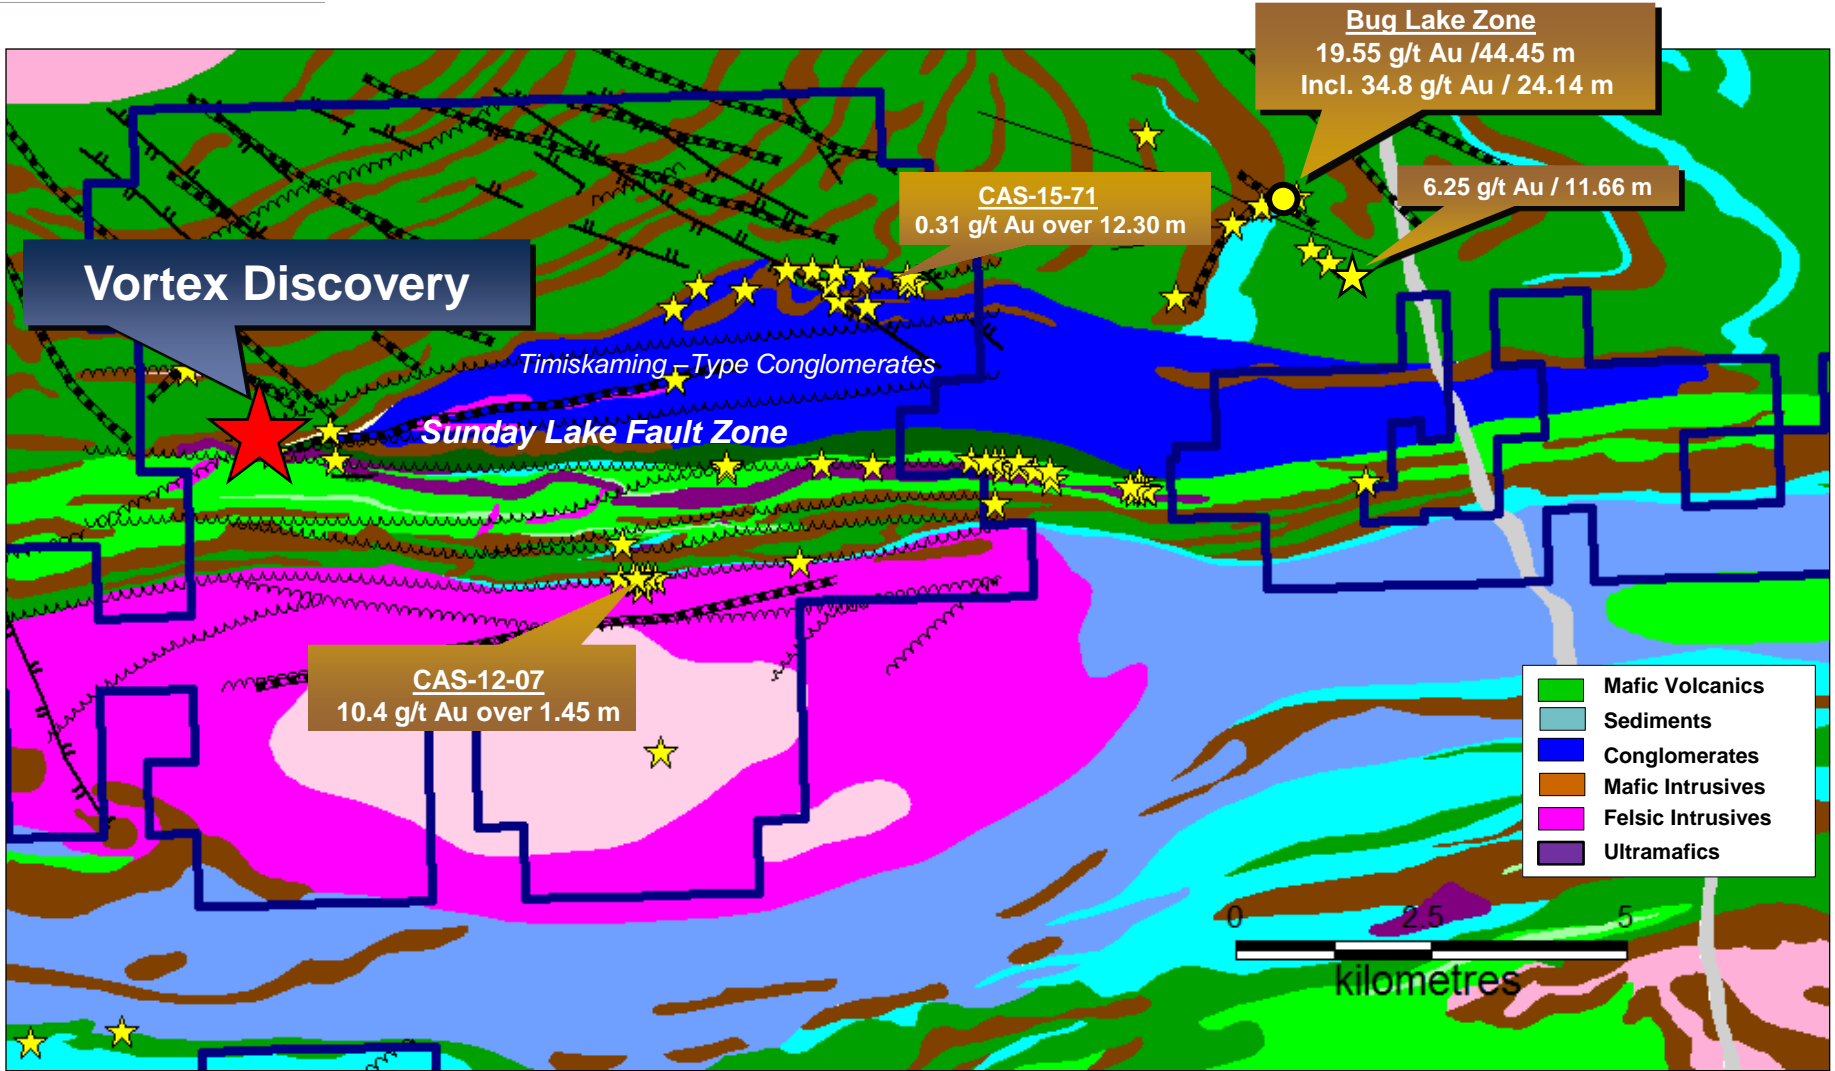 Bug Lake Zone
19.55 g/t Au /44.45 m
Incl. 34.8 g/t Au / 24.14 m
6.25 g/t Au / 11.66 m
CAS-15-71
0.31 g/t Au over 12.30 m
Vortex Discovery
Timiskaming –Type Conglomerates
Sunday Lake Fault Zone
CAS-12-07
10.4 g/t Au over 1.45 m
Mafic Volcanics
Sediments
Conglomerates
Mafic Intrusives
Felsic Intrusives
Ultramafics
0 2.5 5
kilometres